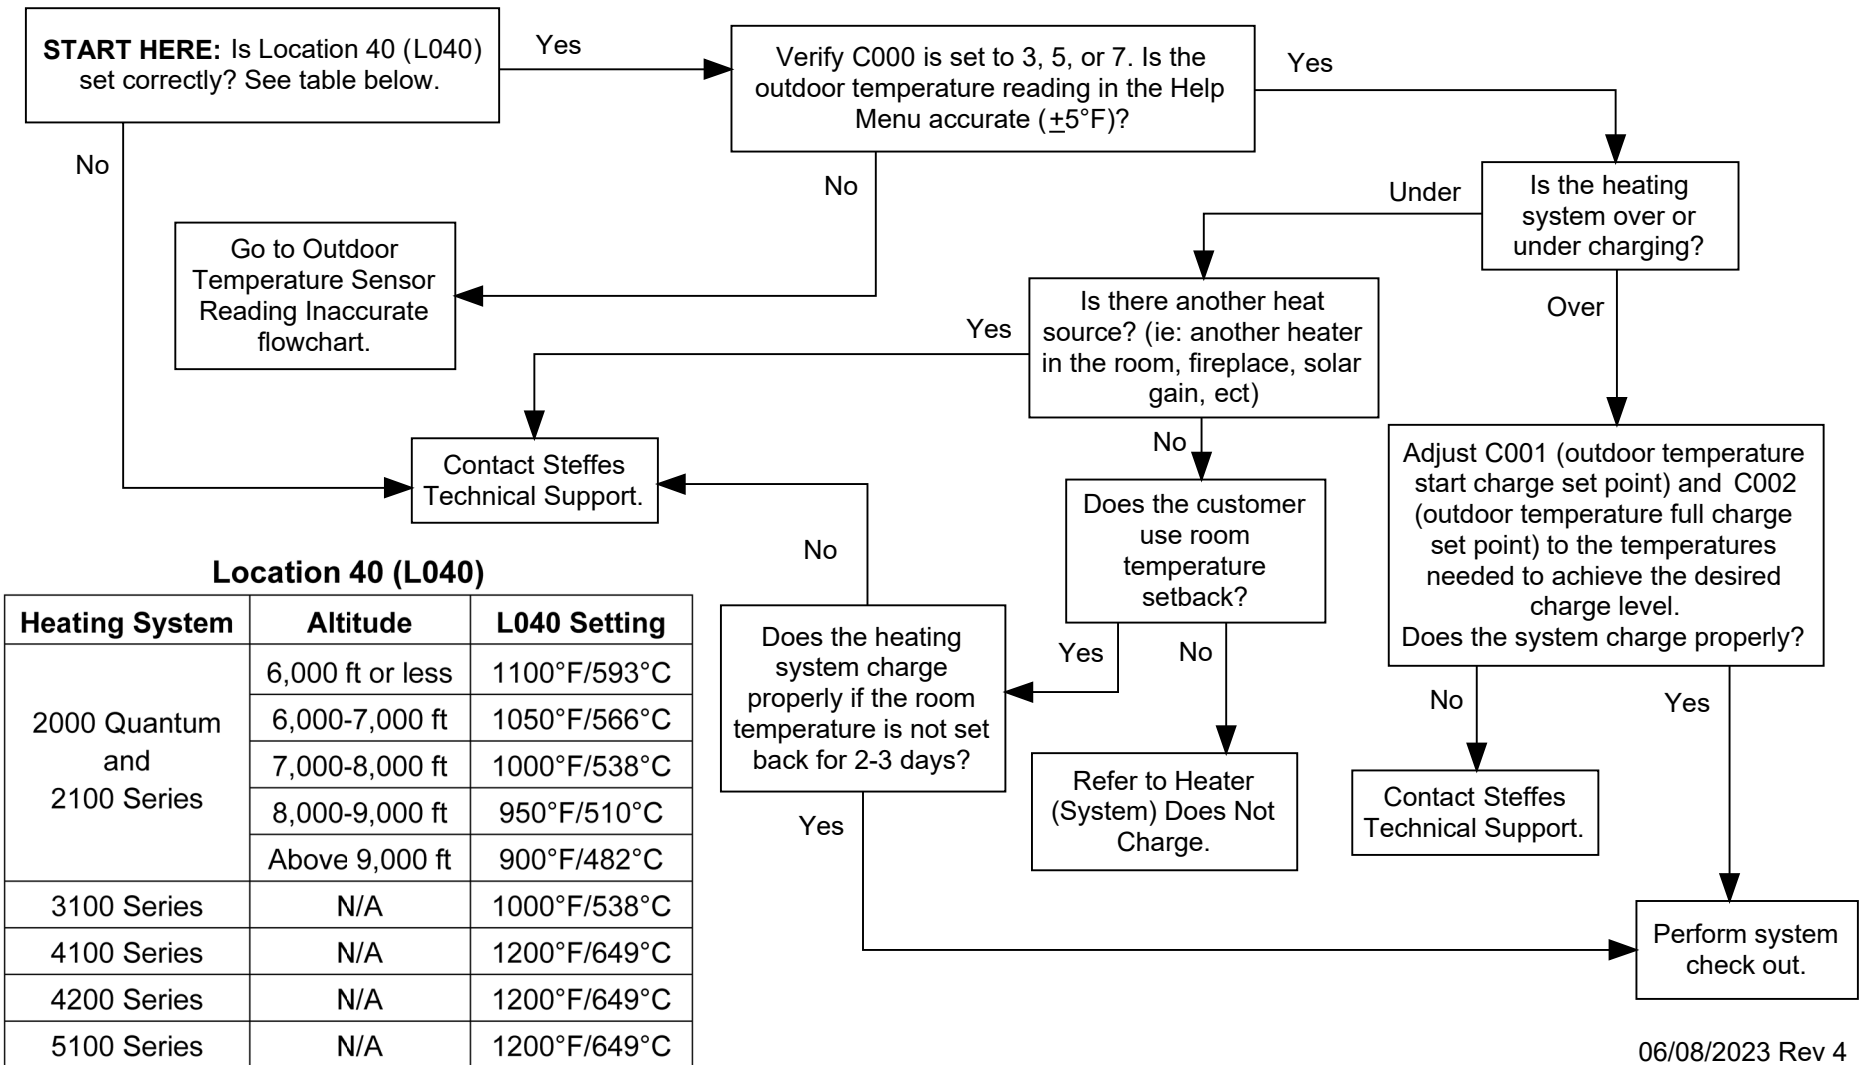 START HERE: Is Location 40 (L040)
set correctly? See table below.
Yes
Verify C000 is set to 3, 5, or 7. Is the
outdoor temperature reading in the Help
Menu accurate (±5°F)?
Yes
No
No
Under
Is the heating
system over or
under charging?
Go to Outdoor
Temperature Sensor
Reading Inaccurate
flowchart.
Yes
Is there another heat
source? (ie: another heater
in the room, fireplace, solar
gain, ect)
Over
Contact Steffes
Technical Support.
No
Adjust C001 (outdoor temperature
start charge set point) and C002
(outdoor temperature full charge
set point) to the temperatures
needed to achieve the desired
charge level.
Does the system charge properly?
Does the customer
use room
temperature
setback?
No
Yes
No
Does the heating
system charge
properly if the room
temperature is not set
back for 2-3 days?
No
Yes
Yes
Refer to Heater
(System) Does Not
Charge.
Contact Steffes
Technical Support.
Perform system
check out.
Location 40 (L040)
Heating System Altitude L040 Setting
2000 Quantum
and
2100 Series
6,000 ft or less 1100°F/593°C
6,000-7,000 ft 1050°F/566°C
7,000-8,000 ft 1000°F/538°C
8,000-9,000 ft 950°F/510°C
Above 9,000 ft 900°F/482°C
3100 Series N/A 1000°F/538°C
4100 Series N/A 1200°F/649°C
4200 Series N/A 1200°F/649°C
5100 Series N/A 1200°F/649°C
06/08/2023 Rev 4